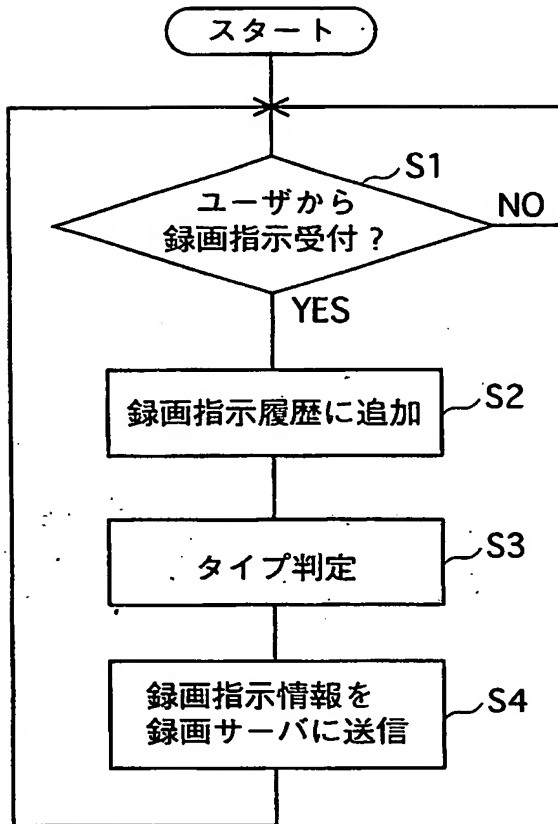 スタート
S1
ユーザから
録画指示受付？
NO
YES
録画指示履歴に追加
S2
タイプ判定
S3
録画指示情報を
録画サーバに送信
S4